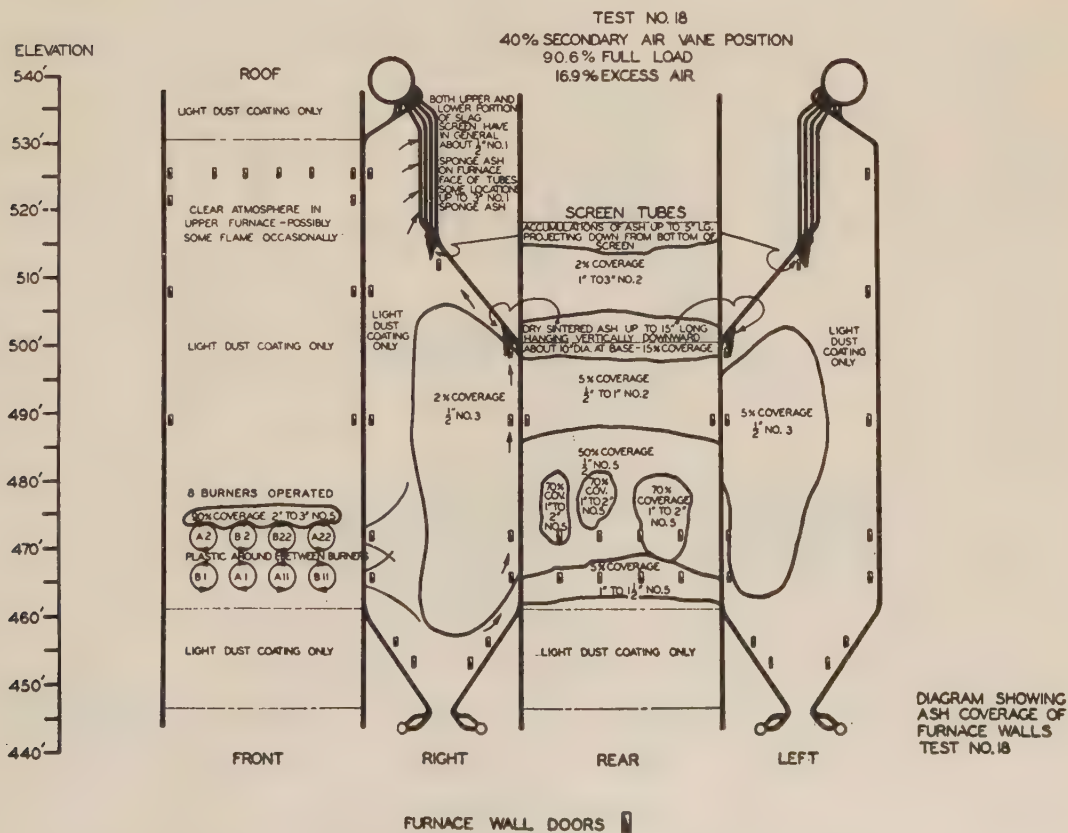 TEST NO. 18
40% SECONDARY AIR VANE POSITION
90.6% FULL LOAD
16.9% EXCESS AIR
ELEVATION
540'
530'
520'
510'
500'
490'
480'
470'
460'
450'
440'
ROOF
LIGHT DUST COATING ONLY
CLEAR ATMOSPHERE IN
UPPER FURNACE-POSSIBLY
SOME FLAME OCCASIONALLY
LIGHT DUST COATING ONLY
8 BURNERS OPERATED
90% COVERAGE 2" TO 3" NO.5
A2 B2 B22 A22
PLASTIC AROUND & BETWEEN BURNERS
B1 A1 A11 B11
LIGHT DUST COATING ONLY
FRONT
BOTH UPPER AND
LOWER PORTION
OF SLAG
SCREEN HAVE
IN GENERAL
ABOUT 1/2" NO.1
SPONGE ASH
ON FURNACE
FACE OF TUBES
SOME LOCATIONS
UP TO 3" NO.1
SPONGE ASH
LIGHT
DUST
COATING
ONLY
2% COVERAGE
1/2" NO.3
RIGHT
SCREEN TUBES
ACCUMULATIONS OF ASH UP TO 5" LG.
PROJECTING DOWN FROM BOTTOM OF
SCREEN
2% COVERAGE
1" TO 3" NO.2
DRY SINTERED ASH UP TO 15" LONG
HANGING VERTICALLY DOWNWARD
ABOUT 10" DIA. AT BASE-15% COVERAGE
5% COVERAGE
1/2" TO 1" NO.2
50% COVERAGE
1/2" NO.5
70%
COV.
1" TO
2"
NO.5
70%
COV.
1" TO 2"
NO.5
70%
COVERAGE
1" TO 2"
NO.5
5% COVERAGE
1" TO 1 1/2" NO.5
LIGHT DUST COATING ONLY
REAR
LIGHT
DUST
COATING
ONLY
5% COVERAGE
1/2" NO. 3
LEFT
DIAGRAM SHOWING
ASH COVERAGE OF
FURNACE WALLS
TEST NO. 18
FURNACE WALL DOORS